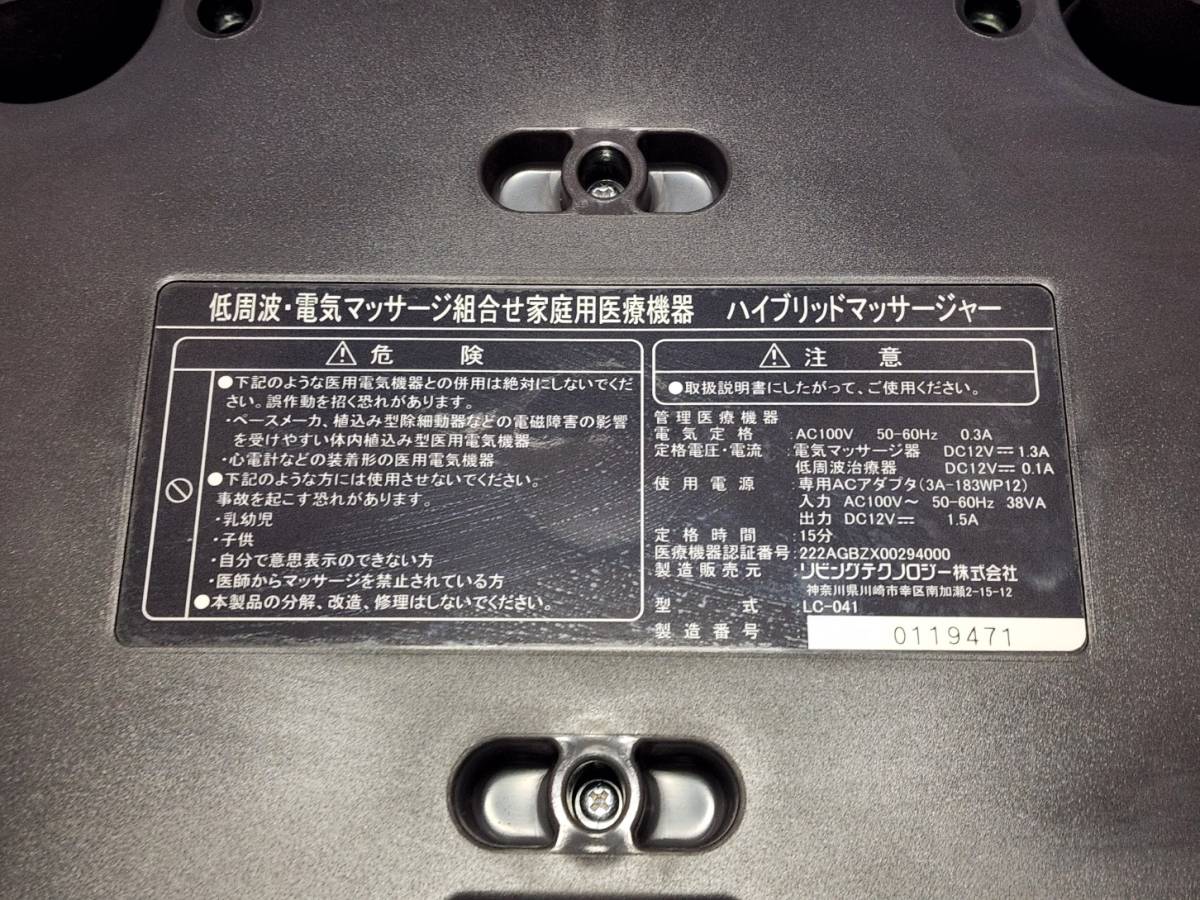 低周波・電気マッサージ組合せ家庭用医療機器　ハイブリッドマッサージャー
⚠ 危 険
●下記のような医用電気機器との併用は絶対にしないでくだ
さい。誤作動を招く恐れがあります。
・ペースメーカ、植込み型除細動器などの電磁障害の影響
を受けやすい体内植込み型医用電気機器
・心電計などの装着形の医用電気機器
●下記のような方には使用させないでください。
事故を起こす恐れがあります。
・乳幼児
・子供
・自分で意思表示のできない方
・医師からマッサージを禁止されている方
●本製品の分解、改造、修理はしないでください。
⚠ 注 意
●取扱説明書にしたがって、ご使用ください。
管理医療機器
電気定格 : AC100V 50-60Hz 0.3A
定格電圧・電流 : 電気マッサージ器 DC12V⎓ 1.3A
低周波治療器 DC12V⎓ 0.1A
使用電源 : 専用ACアダプタ(3A-183WP12)
入力 AC100V～ 50-60Hz 38VA
出力 DC12V⎓ 1.5A
定格時間 : 15分
医療機器認証番号 : 222AGBZX00294000
製造販売元 : リビングテクノロジー株式会社
神奈川県川崎市幸区南加瀬2-15-12
型式 : LC-041
製造番号 : 0119471